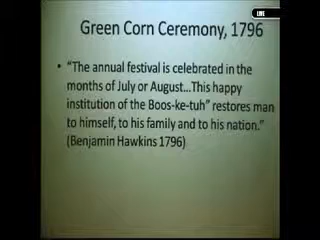 LIVE
Green Corn Ceremony, 1796
• “The annual festival is celebrated in the
months of July or August...This happy
institution of the Boos-ke-tuh” restores man
to himself, to his family and to his nation.”
(Benjamin Hawkins 1796)